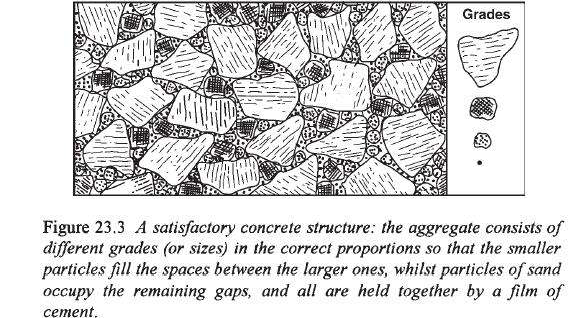 Grades
Figure 23.3 A satisfactory concrete structure: the aggregate consists of
different grades (or sizes) in the correct proportions so that the smaller
particles fill the spaces between the larger ones, whilst particles of sand
occupy the remaining gaps, and all are held together by a film of
cement.